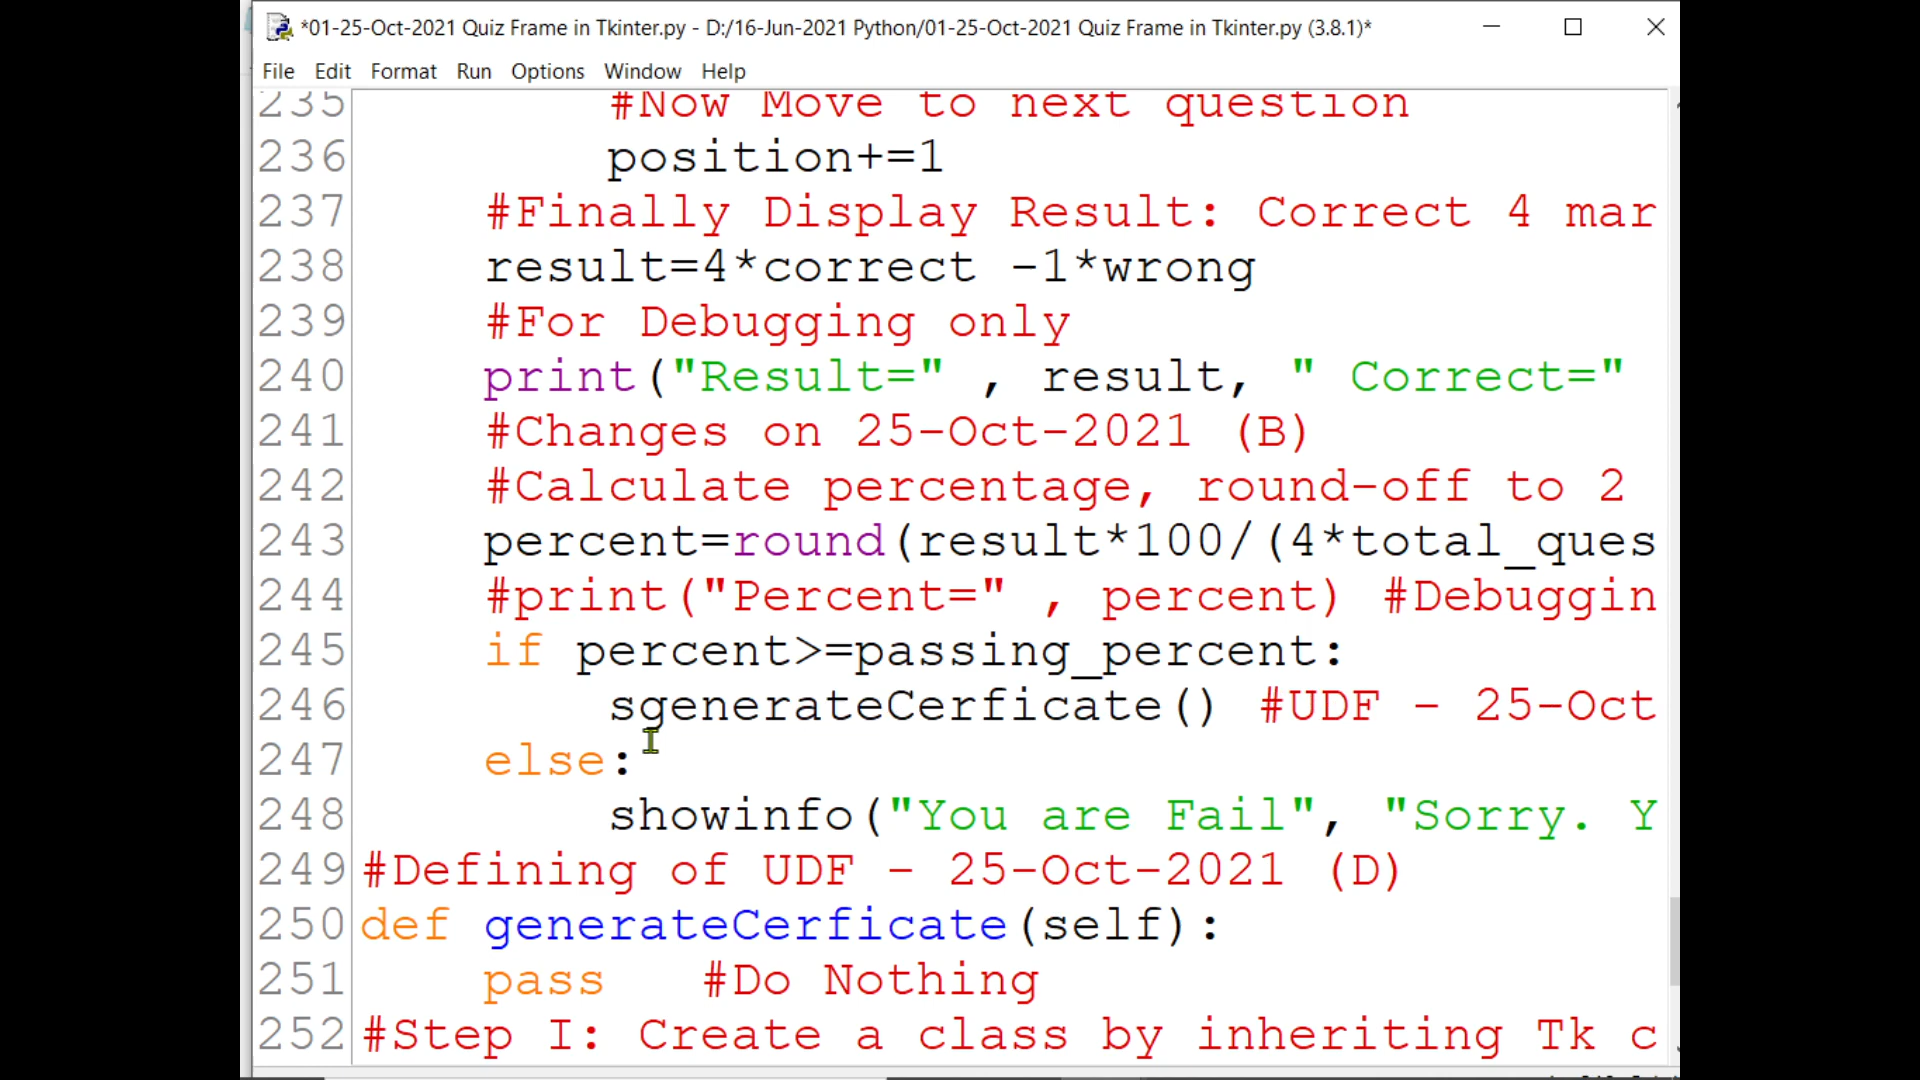 *01-25-Oct-2021 Quiz Frame in Tkinter.py - D:/16-Jun-2021 Python/01-25-Oct-2021 Quiz Frame in Tkinter.py (3.8.1)*
File Edit Format Run Options Window Help
235 #Now Move to next question
236 position+=1
237 #Finally Display Result: Correct 4 mar
238 result=4*correct -1*wrong
239 #For Debugging only
240 print("Result=" , result, " Correct="
241 #Changes on 25-Oct-2021 (B)
242 #Calculate percentage, round-off to 2
243 percent=round(result*100/(4*total_ques
244 #print("Percent=" , percent) #Debuggin
245 if percent>=passing_percent:
246 sgenerateCerficate() #UDF - 25-Oct
247 else:
248 showinfo("You are Fail", "Sorry. Y
249 #Defining of UDF - 25-Oct-2021 (D)
250 def generateCerficate(self):
251 pass #Do Nothing
252 #Step I: Create a class by inheriting Tk c